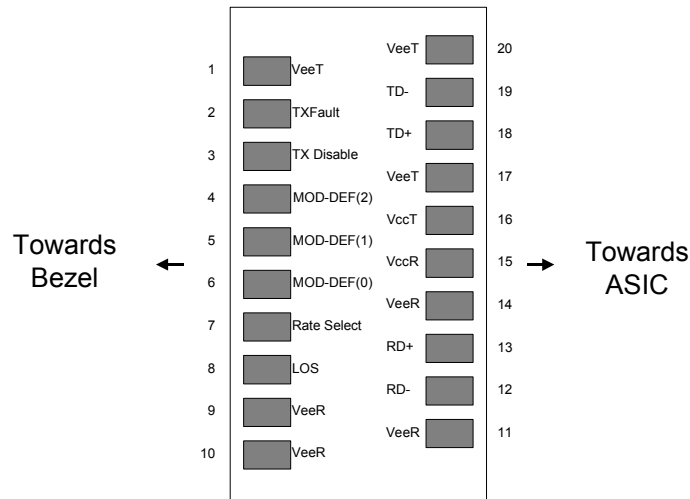 Towards
Bezel
1 VeeT
2 TXFault
3 TX Disable
4 MOD-DEF(2)
5 MOD-DEF(1)
6 MOD-DEF(0)
7 Rate Select
8 LOS
9 VeeR
10 VeeR
VeeT 20
TD- 19
TD+ 18
VeeT 17
VccT 16
VccR 15
VeeR 14
RD+ 13
RD- 12
VeeR 11
Towards
ASIC